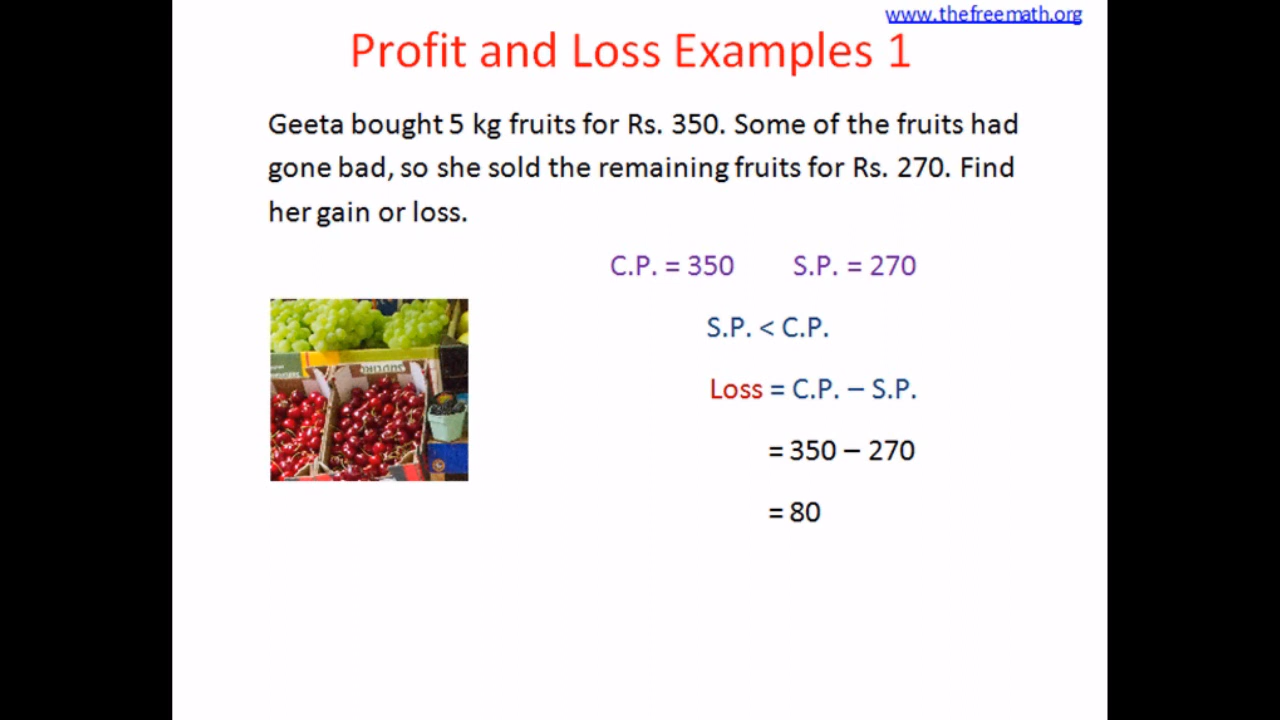 www.thefreemath.org
Profit and Loss Examples 1
Geeta bought 5 kg fruits for Rs. 350. Some of the fruits had
gone bad, so she sold the remaining fruits for Rs. 270. Find
her gain or loss.
C.P. = 350 S.P. = 270
S.P. < C.P.
Loss = C.P. – S.P.
= 350 – 270
= 80